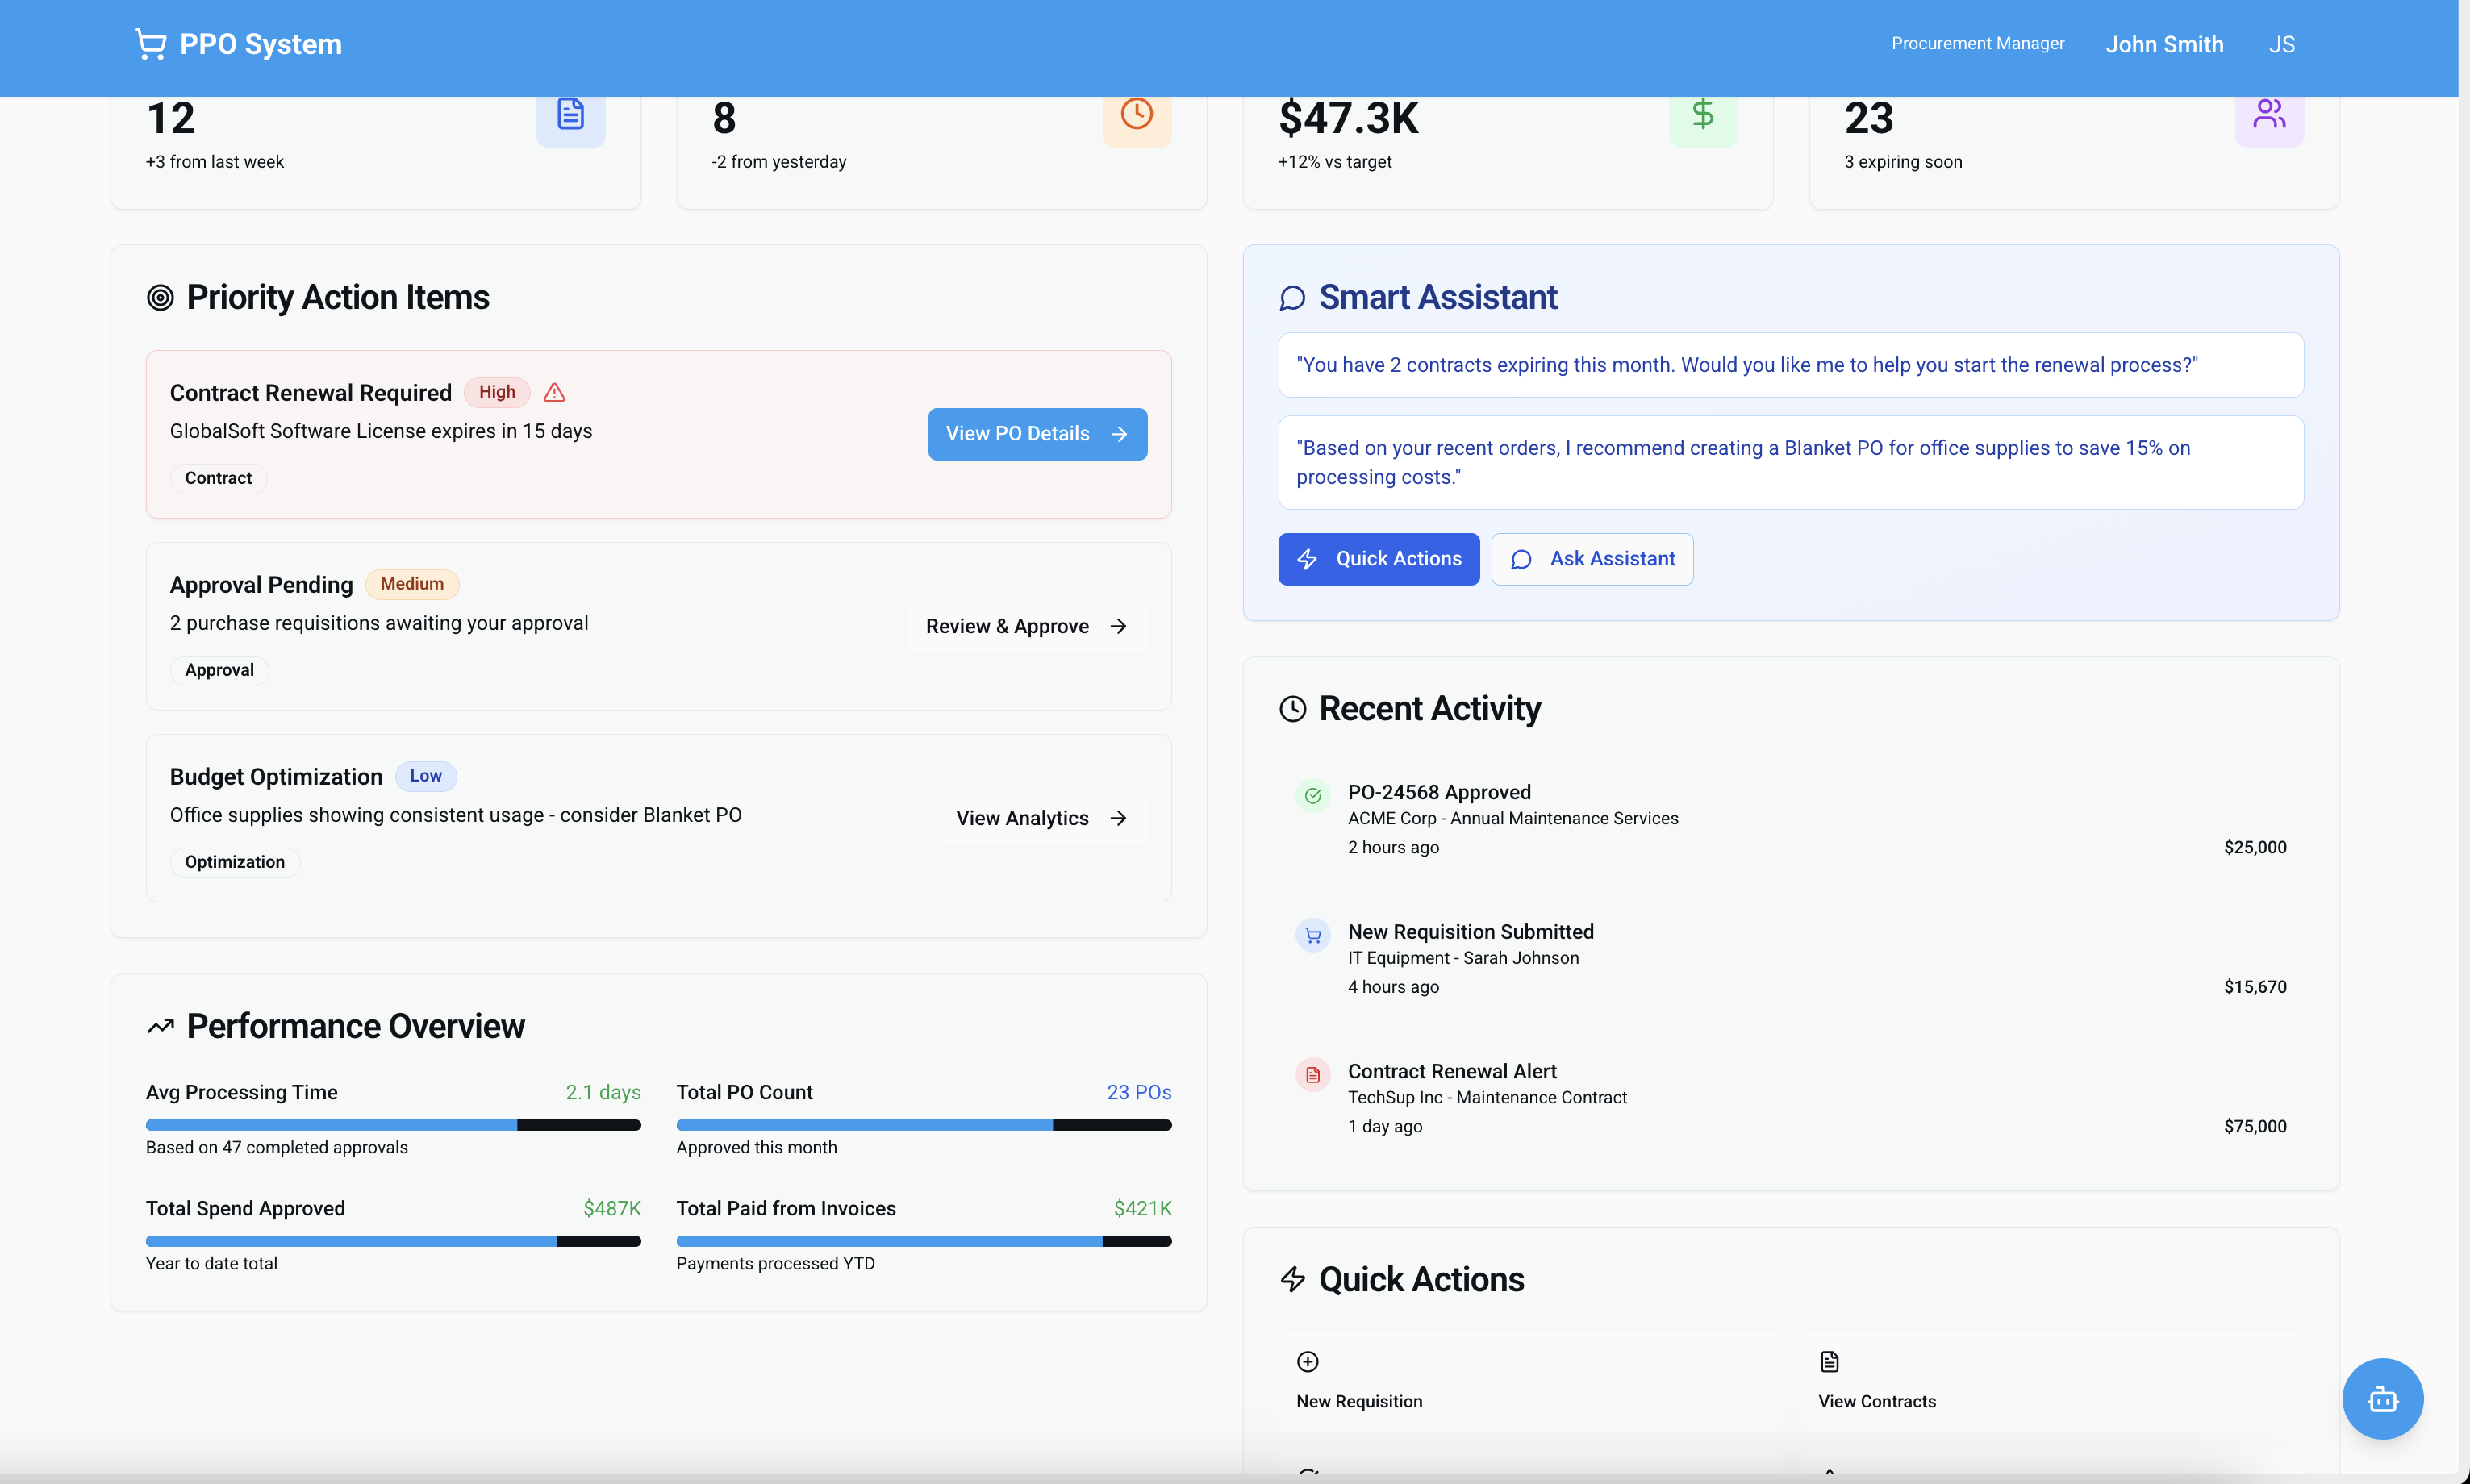 PPO System
Procurement Manager
John Smith
JS
12
+3 from last week
8
-2 from yesterday
$47.3K
+12% vs target
23
3 expiring soon
Priority Action Items
Contract Renewal Required
High
GlobalSoft Software License expires in 15 days
Contract
View PO Details
Approval Pending
Medium
2 purchase requisitions awaiting your approval
Approval
Review & Approve
Budget Optimization
Low
Office supplies showing consistent usage - consider Blanket PO
Optimization
View Analytics
Performance Overview
Avg Processing Time
2.1 days
Based on 47 completed approvals
Total PO Count
23 POs
Approved this month
Total Spend Approved
$487K
Year to date total
Total Paid from Invoices
$421K
Payments processed YTD
Smart Assistant
"You have 2 contracts expiring this month. Would you like me to help you start the renewal process?"
"Based on your recent orders, I recommend creating a Blanket PO for office supplies to save 15% on
processing costs."
Quick Actions
Ask Assistant
Recent Activity
PO-24568 Approved
ACME Corp - Annual Maintenance Services
2 hours ago
$25,000
New Requisition Submitted
IT Equipment - Sarah Johnson
4 hours ago
$15,670
Contract Renewal Alert
TechSup Inc - Maintenance Contract
1 day ago
$75,000
Quick Actions
New Requisition
View Contracts